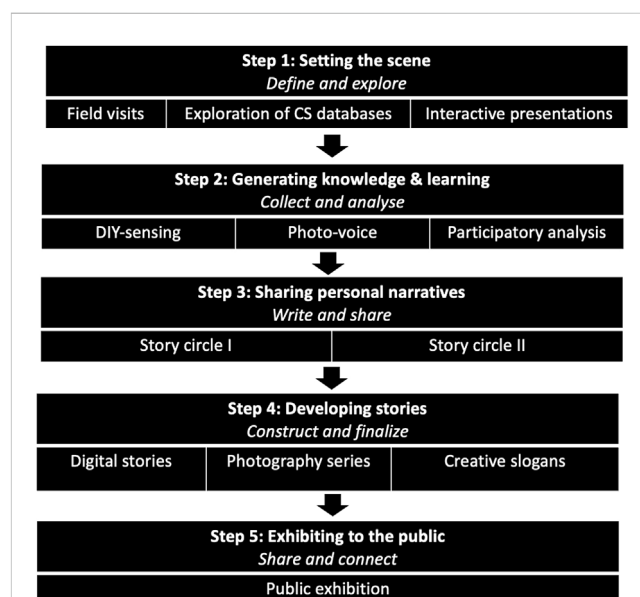 Step 1: Setting the scene
Define and explore
Field visits Exploration of CS databases Interactive presentations
Step 2: Generating knowledge & learning
Collect and analyse
DIY-sensing Photo-voice Participatory analysis
Step 3: Sharing personal narratives
Write and share
Story circle I Story circle II
Step 4: Developing stories
Construct and finalize
Digital stories Photography series Creative slogans
Step 5: Exhibiting to the public
Share and connect
Public exhibition